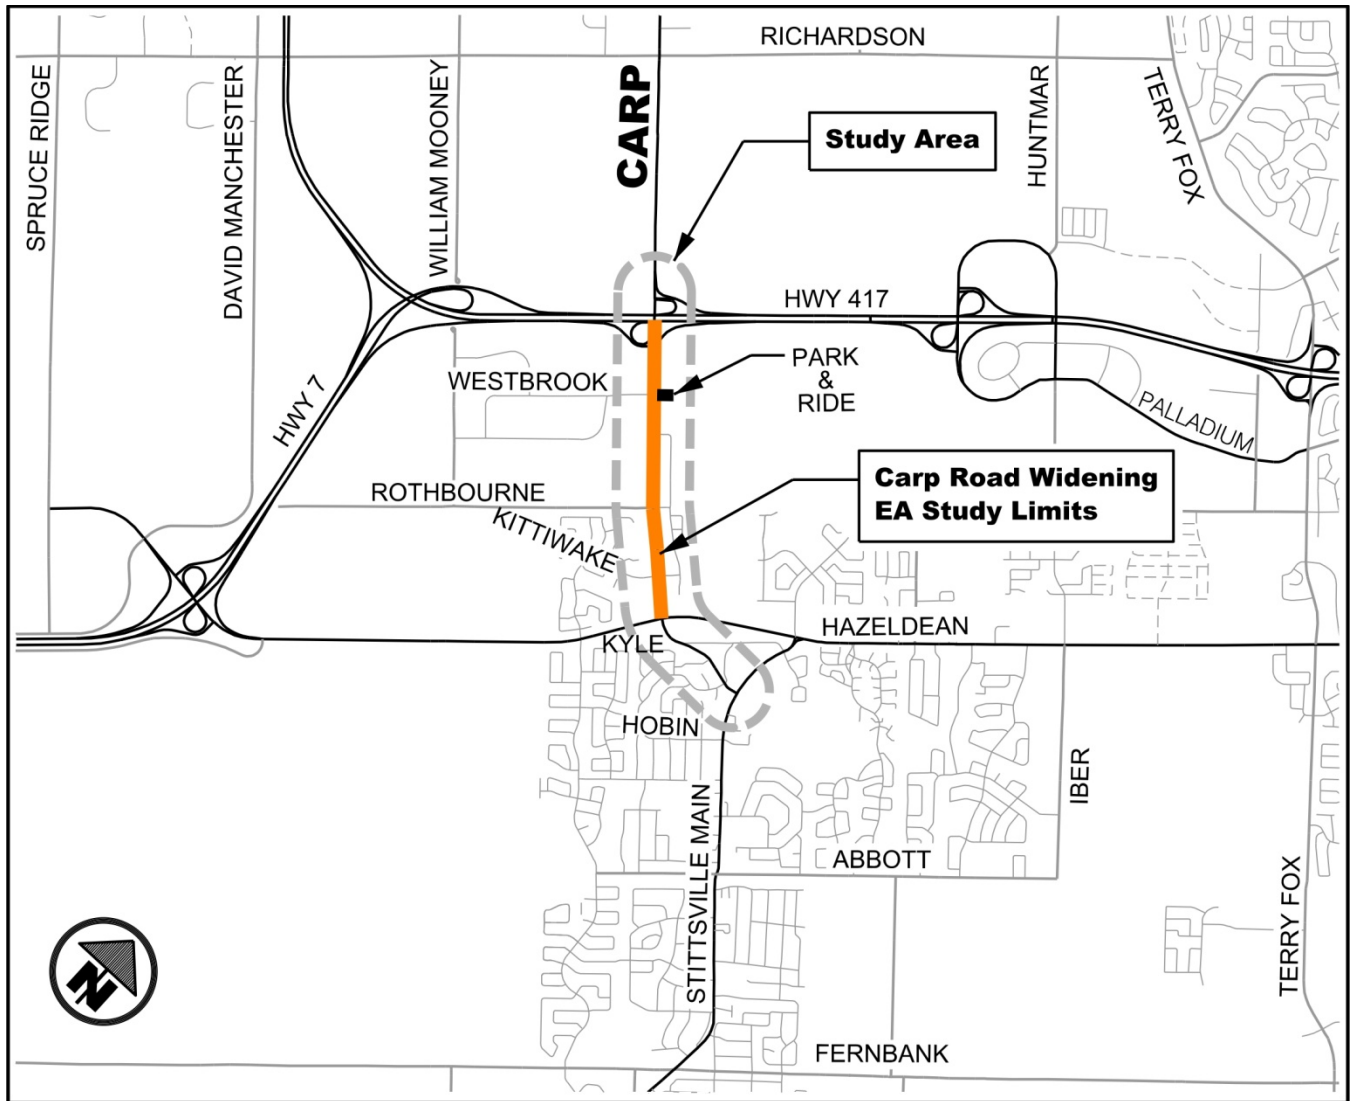 RICHARDSON
SPRUCE RIDGE
DAVID MANCHESTER
WILLIAM MOONEY
CARP
Study Area
HUNTMAR
TERRY FOX
HWY 417
WESTBROOK
PARK
&
RIDE
HWY 7
PALLADIUM
Carp Road Widening
EA Study Limits
ROTHBOURNE
KITTIWAKE
KYLE
HAZELDEAN
HOBIN
STITTSVILLE MAIN
IBER
ABBOTT
TERRY FOX
N
FERNBANK